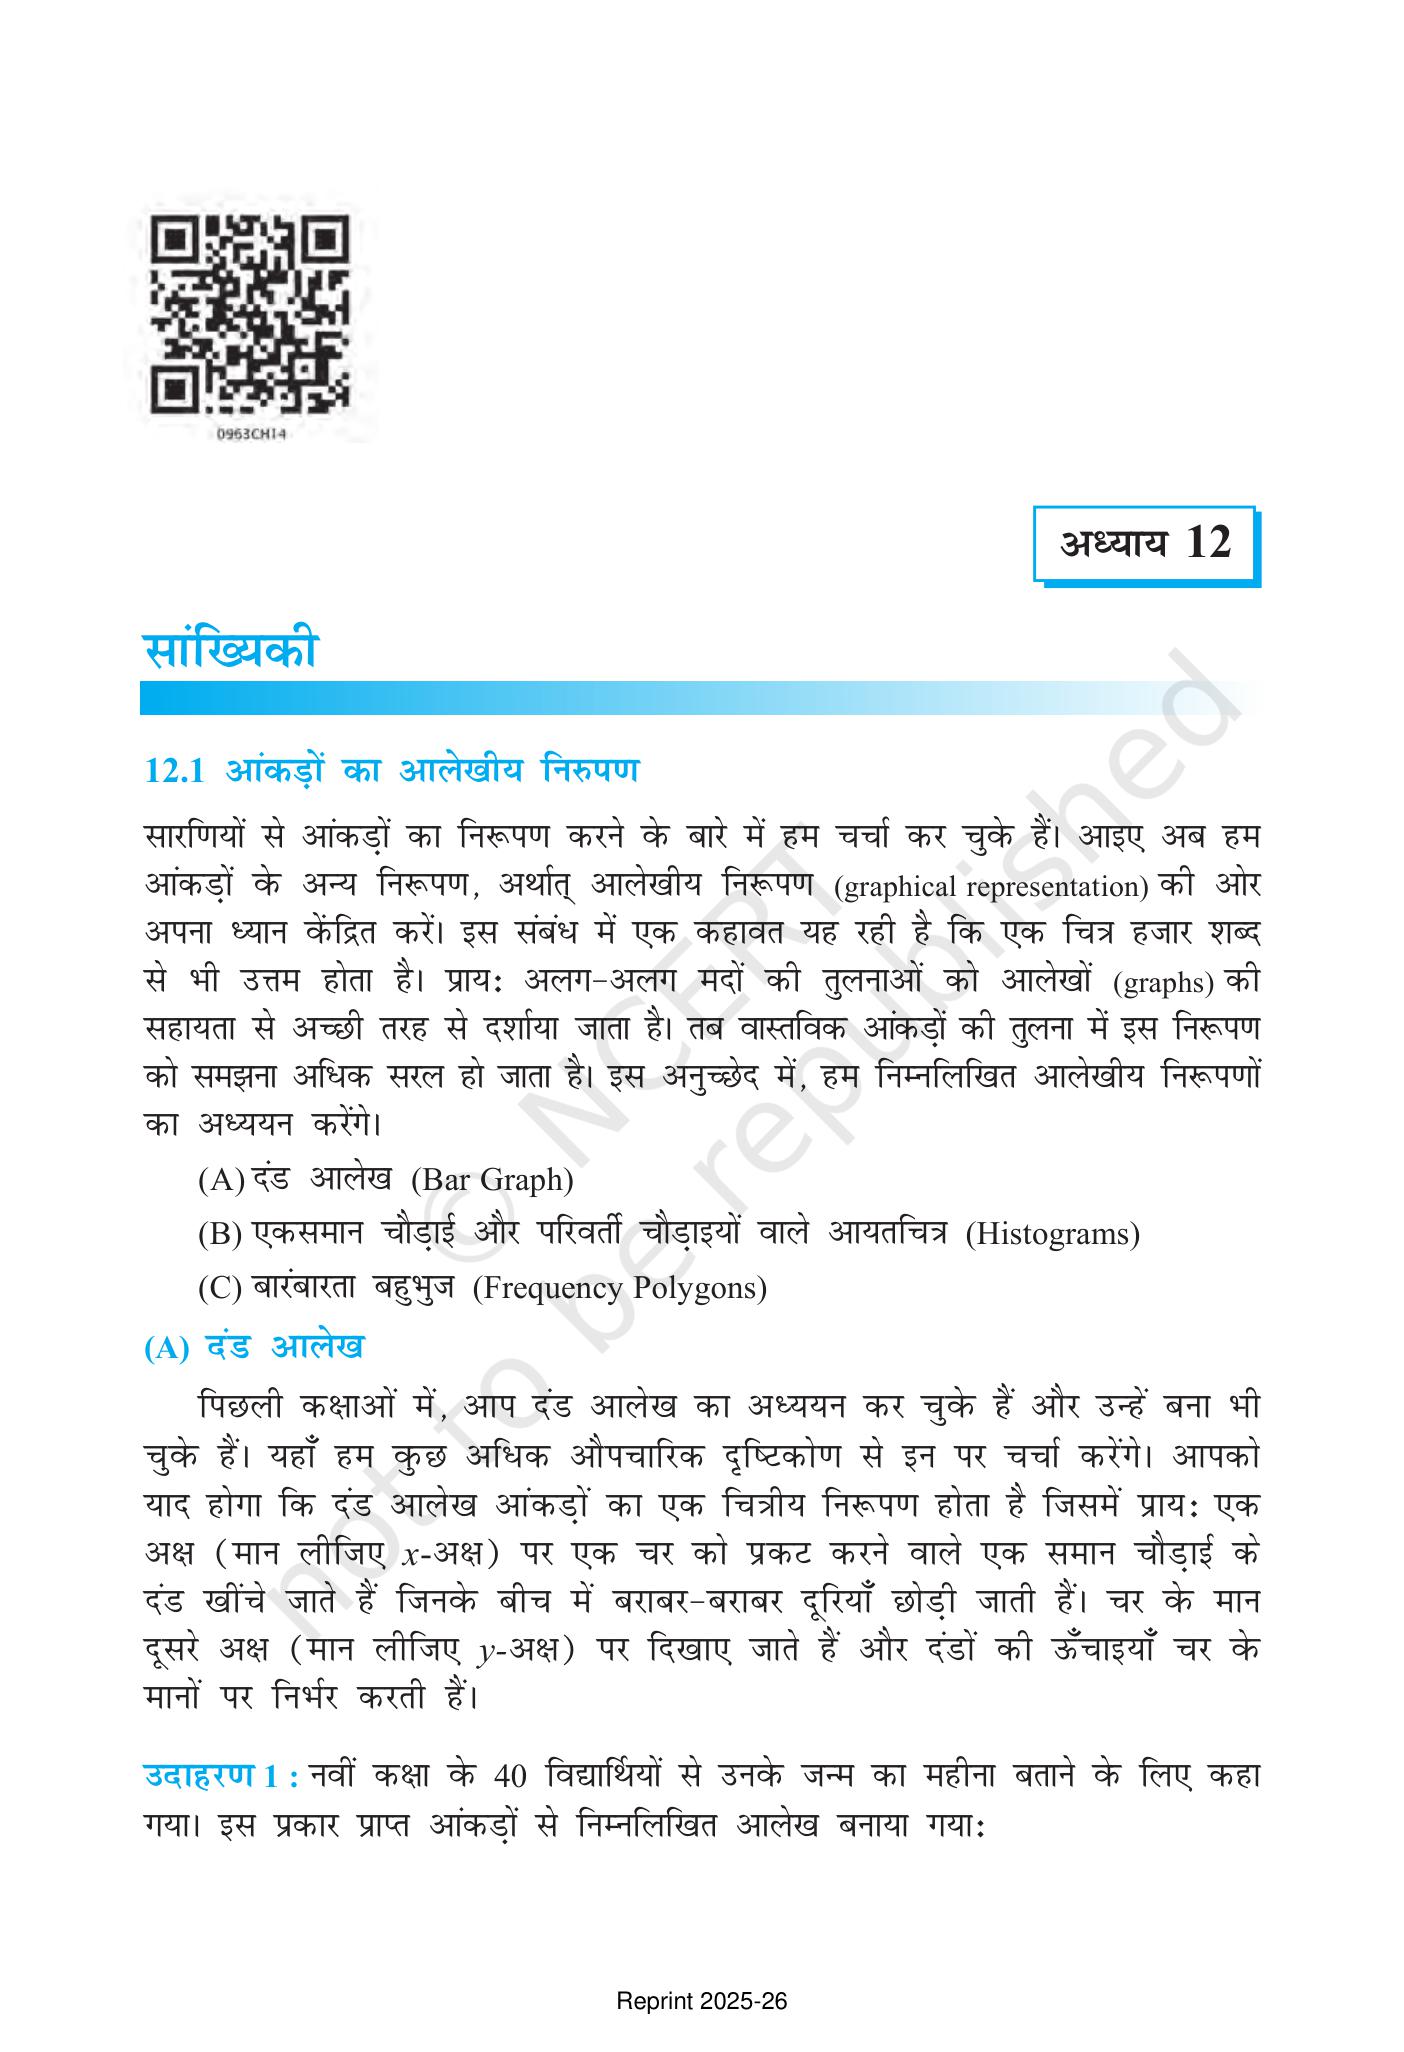 0963CH14
अध्याय 12
सांख्यिकी
12.1 आंकड़ों का आलेखीय निरुपण
सारणियों से आंकड़ों का निरूपण करने के बारे में हम चर्चा कर चुके हैं। आइए अब हम
आंकड़ों के अन्य निरूपण, अर्थात् आलेखीय निरूपण (graphical representation) की ओर
अपना ध्यान केंद्रित करें। इस संबंध में एक कहावत यह रही है कि एक चित्र हजार शब्द
से भी उत्तम होता है। प्राय: अलग-अलग मदों की तुलनाओं को आलेखों (graphs) की
सहायता से अच्छी तरह से दर्शाया जाता है। तब वास्तविक आंकड़ों की तुलना में इस निरूपण
को समझना अधिक सरल हो जाता है। इस अनुच्छेद में, हम निम्नलिखित आलेखीय निरूपणों
का अध्ययन करेंगे।
(A) दंड आलेख (Bar Graph)
(B) एकसमान चौड़ाई और परिवर्ती चौड़ाइयों वाले आयतचित्र (Histograms)
(C) बारंबारता बहुभुज (Frequency Polygons)
(A) दंड आलेख
पिछली कक्षाओं में, आप दंड आलेख का अध्ययन कर चुके हैं और उन्हें बना भी
चुके हैं। यहाँ हम कुछ अधिक औपचारिक दृष्टिकोण से इन पर चर्चा करेंगे। आपको
याद होगा कि दंड आलेख आंकड़ों का एक चित्रीय निरूपण होता है जिसमें प्राय: एक
अक्ष (मान लीजिए x-अक्ष) पर एक चर को प्रकट करने वाले एक समान चौड़ाई के
दंड खींचे जाते हैं जिनके बीच में बराबर-बराबर दूरियाँ छोड़ी जाती हैं। चर के मान
दूसरे अक्ष (मान लीजिए y-अक्ष) पर दिखाए जाते हैं और दंडों की ऊँचाइयाँ चर के
मानों पर निर्भर करती हैं।
उदाहरण 1 : नवीं कक्षा के 40 विद्यार्थियों से उनके जन्म का महीना बताने के लिए कहा
गया। इस प्रकार प्राप्त आंकड़ों से निम्नलिखित आलेख बनाया गया:
© NCERT
not to be republished
Reprint 2025-26